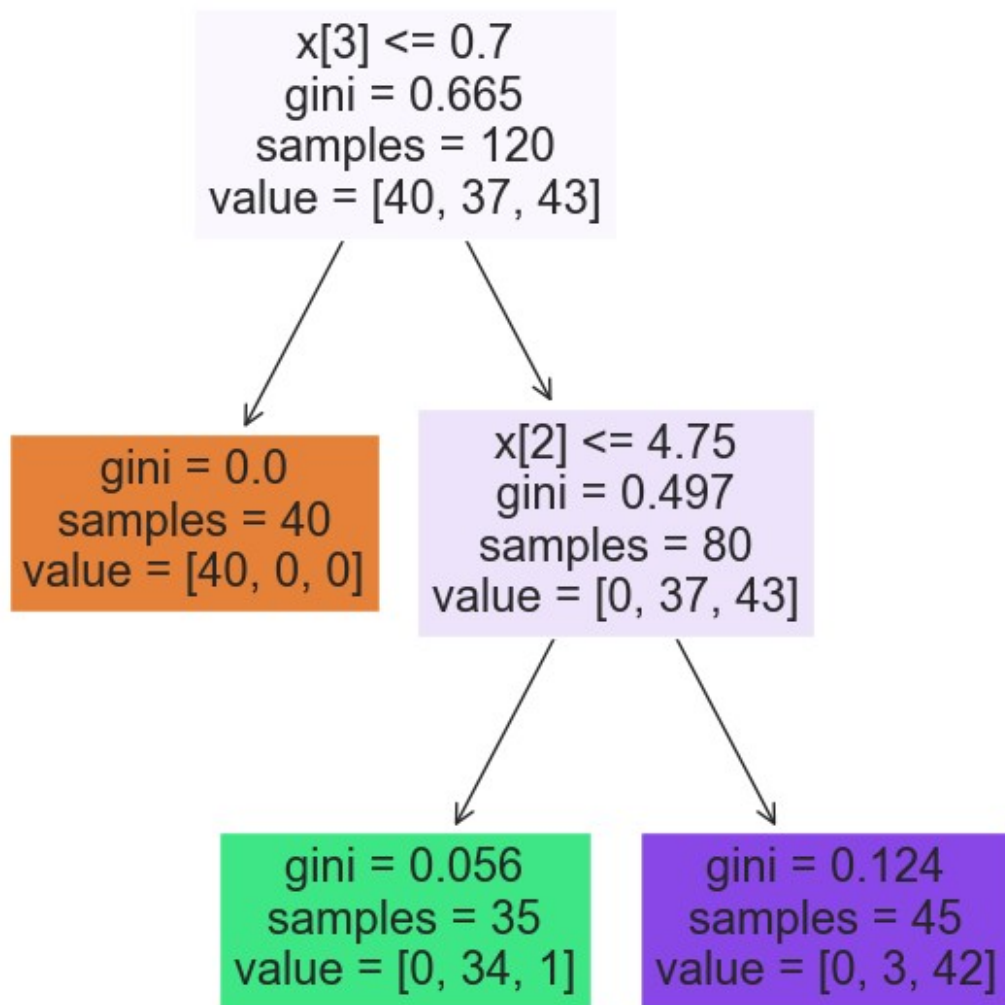 x[3] <= 0.7
gini = 0.665
samples = 120
value = [40, 37, 43]
gini = 0.0
samples = 40
value = [40, 0, 0]
x[2] <= 4.75
gini = 0.497
samples = 80
value = [0, 37, 43]
gini = 0.056
samples = 35
value = [0, 34, 1]
gini = 0.124
samples = 45
value = [0, 3, 42]